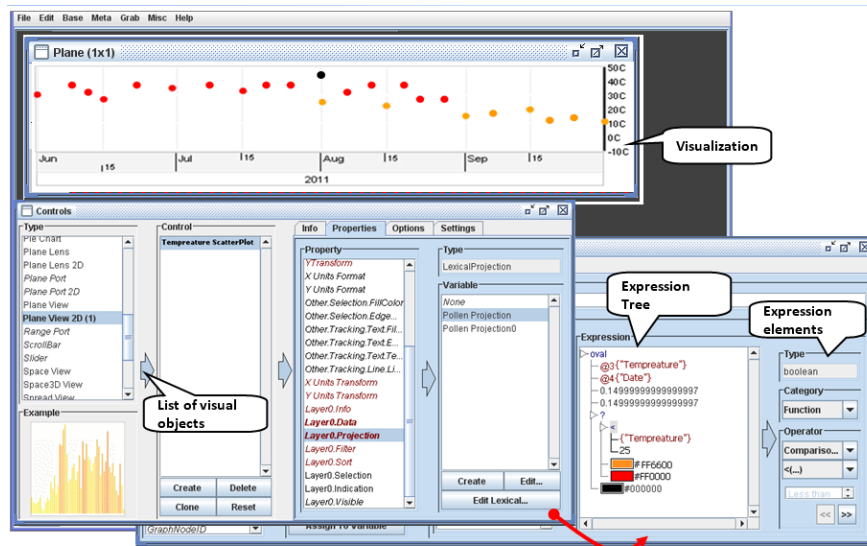 File Edit Base Meta Grab Misc Help
Plane (1x1)
50C
40C
30C
20C
10C
0C
-10C
Jun 15 Jul 15 Aug 15 Sep 15
2011
Visualization
Controls
Type
Pie Chart
Plane Lens
Plane Lens 2D
Plane Port
Plane Port 2D
Plane View
Plane View 2D (1)
Range Port
ScrollBar
Slider
Space View
Space3D View
Spread View
Example
List of visual
objects
Control
Tempreature ScatterPlot
Create Delete
Clone Reset
Info Properties Options Settings
Property
YTransform
X Units Format
Y Units Format
Other.Selection.FillColor
Other.Selection.Edge...
Other.Tracking.Text.Fil...
Other.Tracking.Text.E...
Other.Tracking.Text.Te...
Other.Tracking.Line.Li...
X Units Transform
Y Units Transform
Layer0.Info
Layer0.Data
Layer0.Projection
Layer0.Filter
Layer0.Sort
Layer0.Selection
Layer0.Indication
Layer0.Visible
Type
LexicalProjection
Variable
None
Pollen Projection
Pollen Projection0
Create Edit...
Edit Lexical...
Expression
Tree
Expression
elements
Expression
oval
@3{"Tempreature"}
@4{"Date"}
0.14999999999999997
0.14999999999999997
?
<
{"Tempreature"}
25
#FF6600
#FF0000
#000000
Type
boolean
Category
Function
Operator
Compariso...
<(...)
Less than
<< >>
GraphNodeID
Assign To Variable